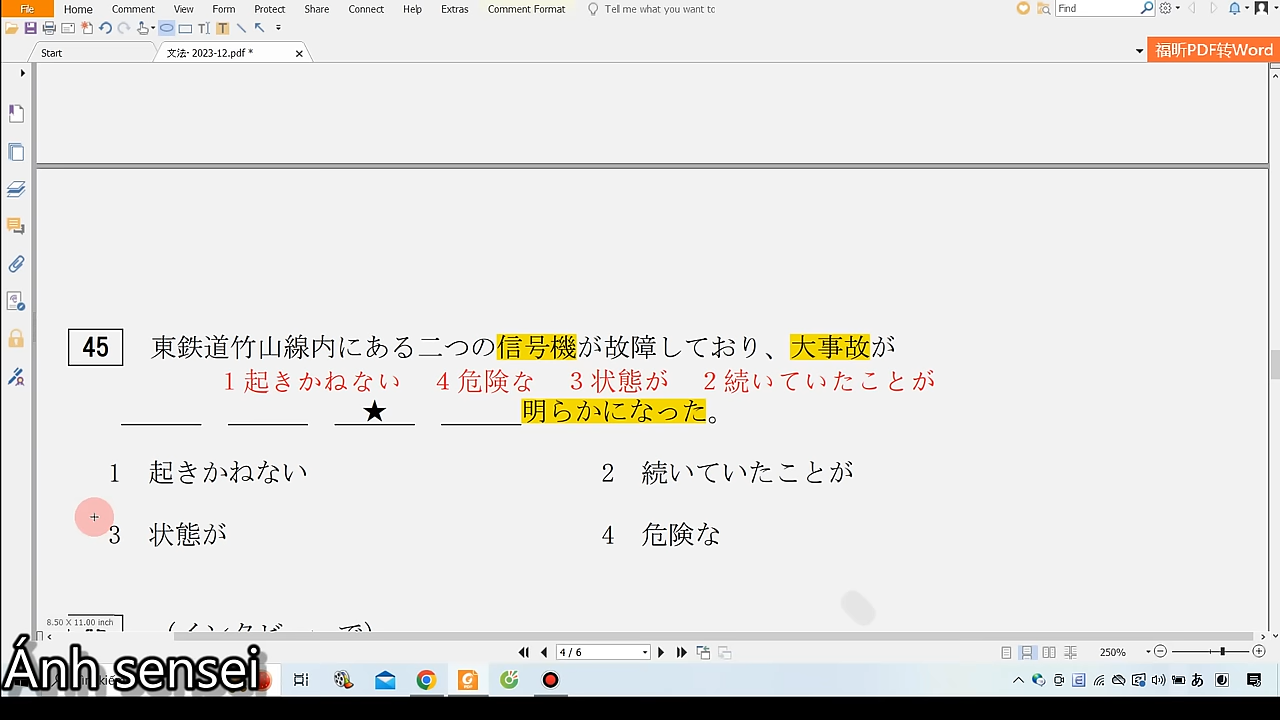 File Home Comment View Form Protect Share Connect Help Extras Comment Format Tell me what you want to Find
Start 文法- 2023-12.pdf * 福昕PDF转Word
45 東鉄道竹山線内にある二つの信号機が故障しており、大事故が
1起きかねない 4危険な 3状態が 2続いていたことが
★ 明らかになった。
1 起きかねない 2 続いていたことが
3 状態が 4 危険な
8.50 X 11.00 inch
4 / 6 250%
Ánh sensei